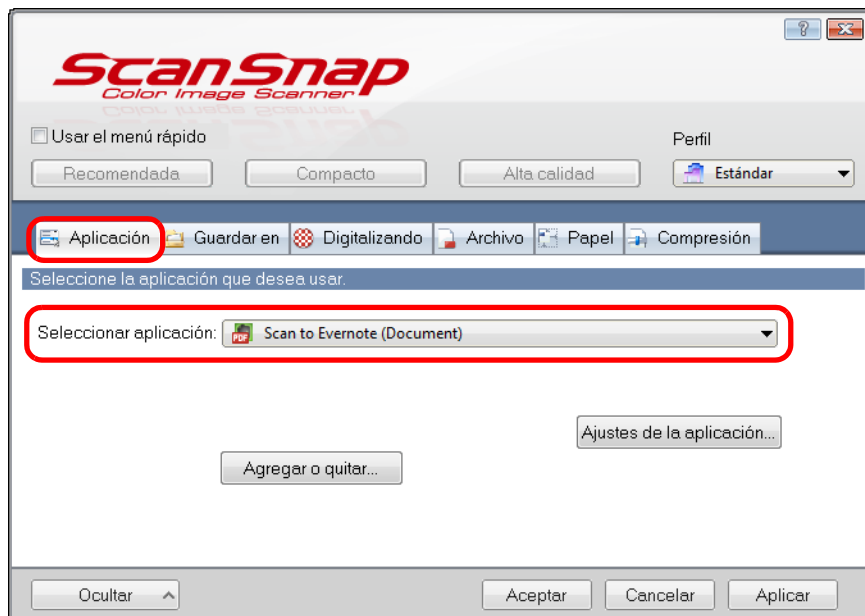 ScanSnap
Color Image Scanner
Usar el menú rápido
Perfil
Recomendada
Compacto
Alta calidad
Estándar
Aplicación
Guardar en
Digitalizando
Archivo
Papel
Compresión
Seleccione la aplicación que desea usar.
Seleccionar aplicación:
PDF
Scan to Evernote (Document)
Ajustes de la aplicación...
Agregar o quitar...
Ocultar
Aceptar
Cancelar
Aplicar